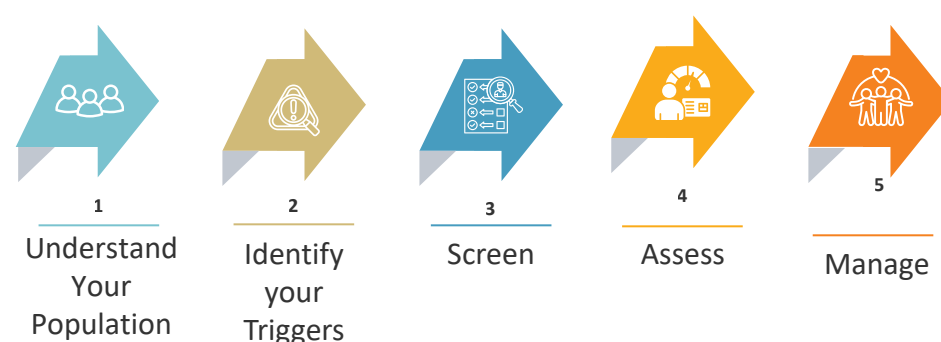 1
Understand
Your
Population
2
Identify
your
Triggers
3
Screen
4
Assess
5
Manage